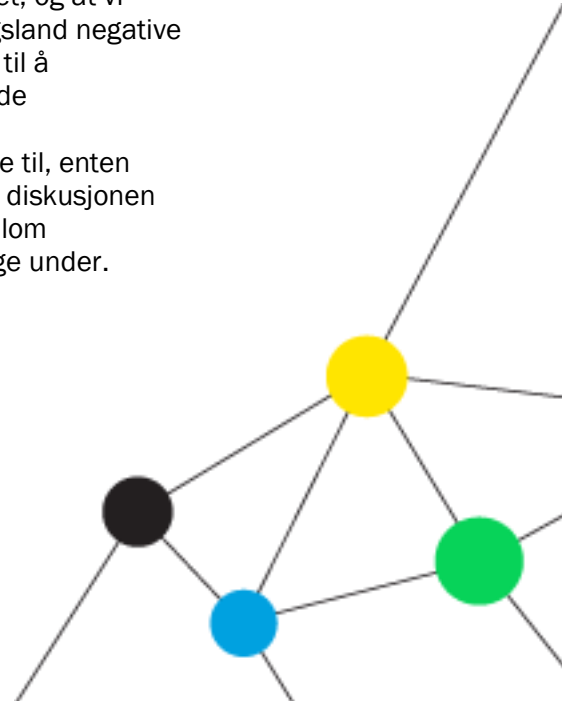 et, og at vi
gsland negative
til å
de
e til, enten
diskusjonen
lom
ge under.